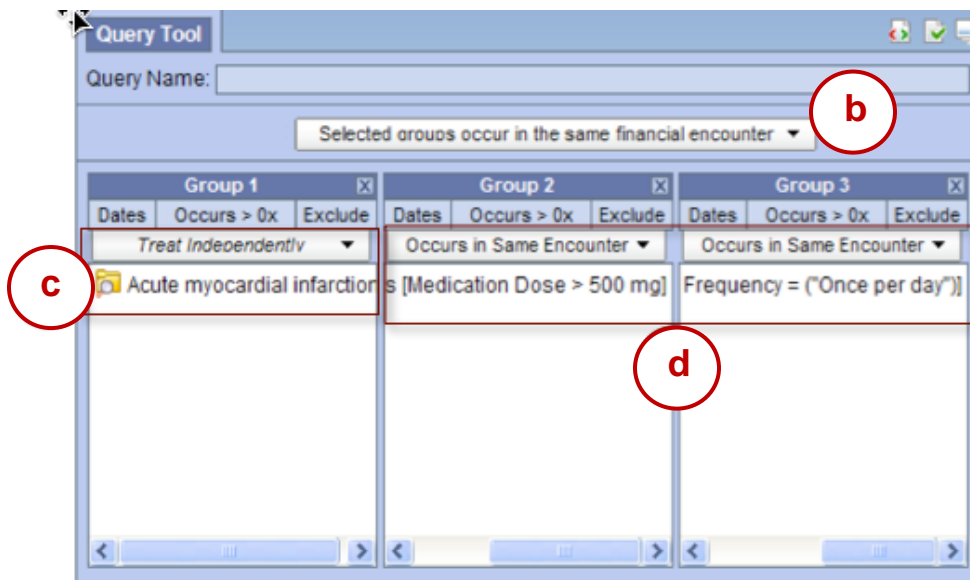 Query Tool
Query Name:
b
Selected groups occur in the same financial encounter
Group 1 Group 2 Group 3
Dates Occurs > 0x Exclude Dates Occurs > 0x Exclude Dates Occurs > 0x Exclude
Treat Independently Occurs in Same Encounter Occurs in Same Encounter
c
Acute myocardial infarction s [Medication Dose > 500 mg] Frequency = ("Once per day")]
d